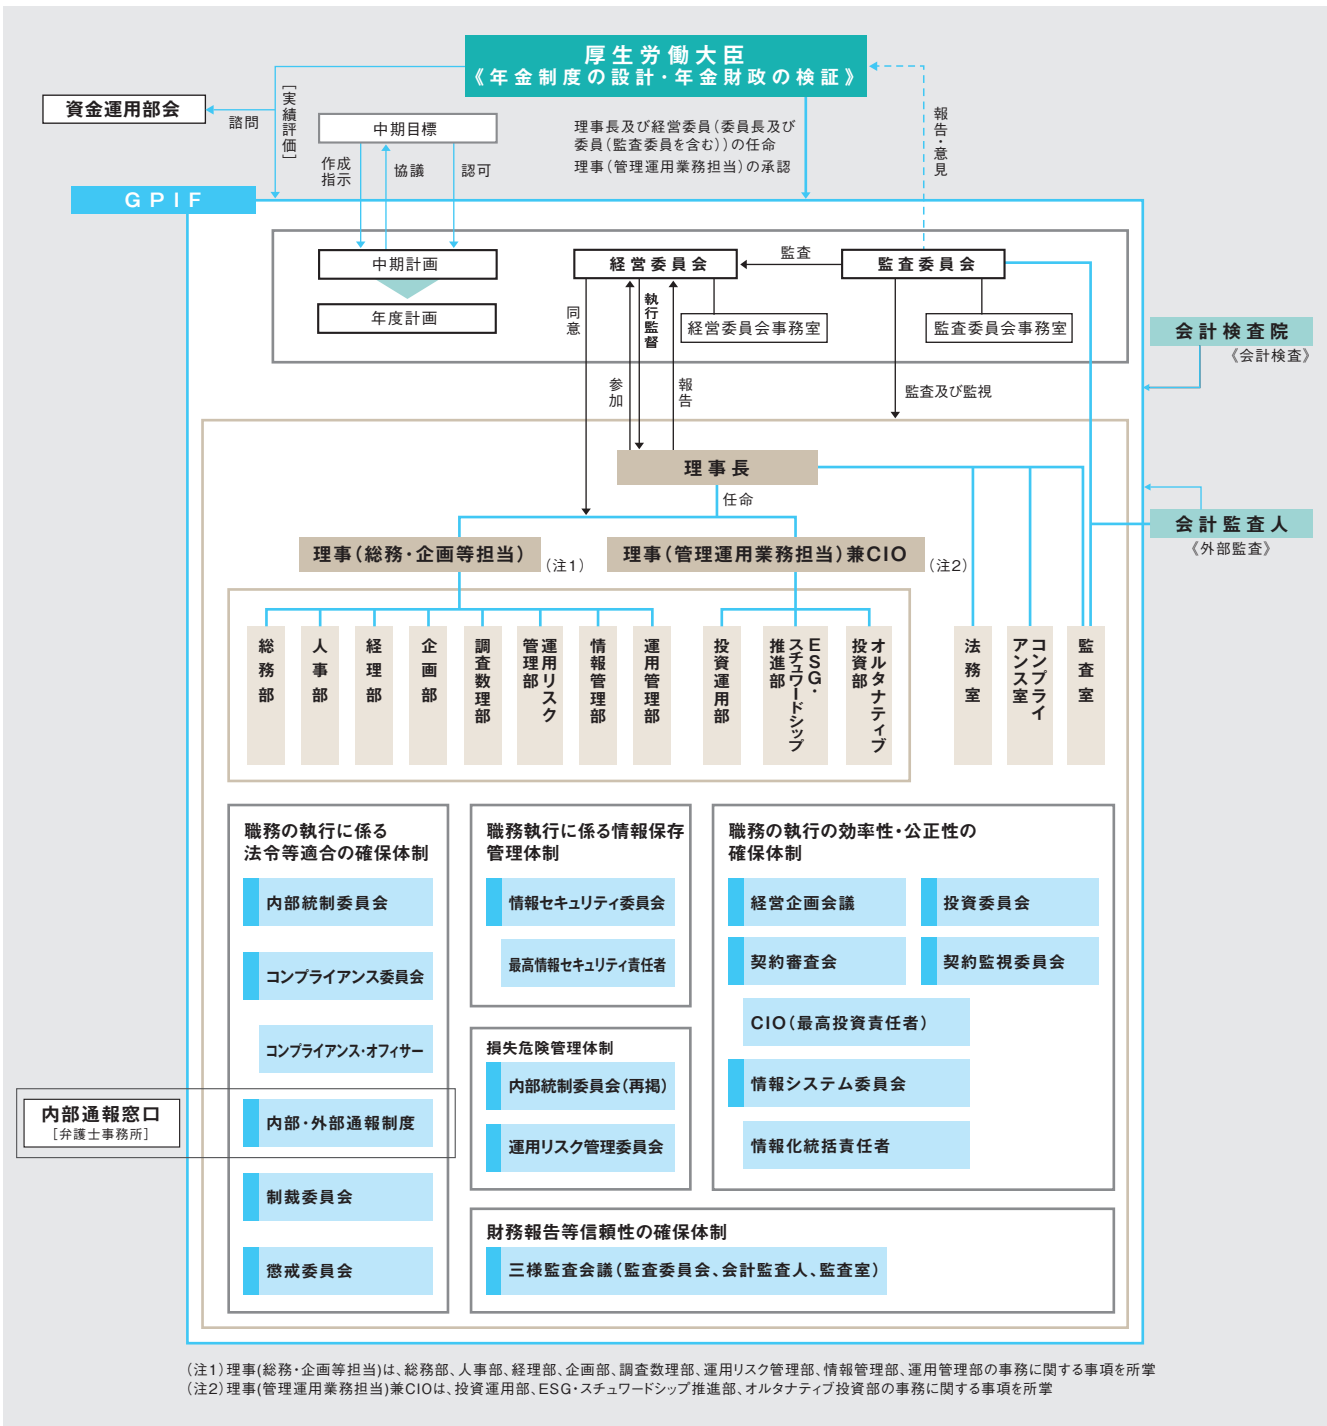 厚生労働大臣
《年金制度の設計・年金財政の検証》
資金運用部会
諮問
［実績評価］
中期目標
作成
指示
協議
認可
理事長及び経営委員（委員長及び
委員（監査委員を含む））の任命
理事（管理運用業務担当）の承認
報告・意見
GPIF
中期計画
年度計画
経営委員会
監査
監査委員会
経営委員会事務室
監査委員会事務室
同意
執行監督
参加
報告
監査及び監視
会計検査院
《会計検査》
理事長
任命
会計監査人
《外部監査》
理事（総務・企画等担当）
（注1）
理事（管理運用業務担当）兼CIO
（注2）
総務部
人事部
経理部
企画部
調査数理部
運用リスク
管理部
情報管理部
運用管理部
投資運用部
ESG・
スチュワードシップ
推進部
オルタナティブ
投資部
法務室
コンプライ
アンス室
監査室
職務の執行に係る
法令等適合の確保体制
内部統制委員会
コンプライアンス委員会
コンプライアンス・オフィサー
内部通報窓口
［弁護士事務所］
内部・外部通報制度
制裁委員会
懲戒委員会
職務執行に係る情報保存
管理体制
情報セキュリティ委員会
最高情報セキュリティ責任者
損失危険管理体制
内部統制委員会（再掲）
運用リスク管理委員会
職務の執行の効率性・公正性の
確保体制
経営企画会議
投資委員会
契約審査会
契約監視委員会
CIO（最高投資責任者）
情報システム委員会
情報化統括責任者
財務報告等信頼性の確保体制
三様監査会議（監査委員会、会計監査人、監査室）
（注1）理事（総務・企画等担当）は、総務部、人事部、経理部、企画部、調査数理部、運用リスク管理部、情報管理部、運用管理部の事務に関する事項を所掌
（注2）理事（管理運用業務担当）兼CIOは、投資運用部、ESG・スチュワードシップ推進部、オルタナティブ投資部の事務に関する事項を所掌